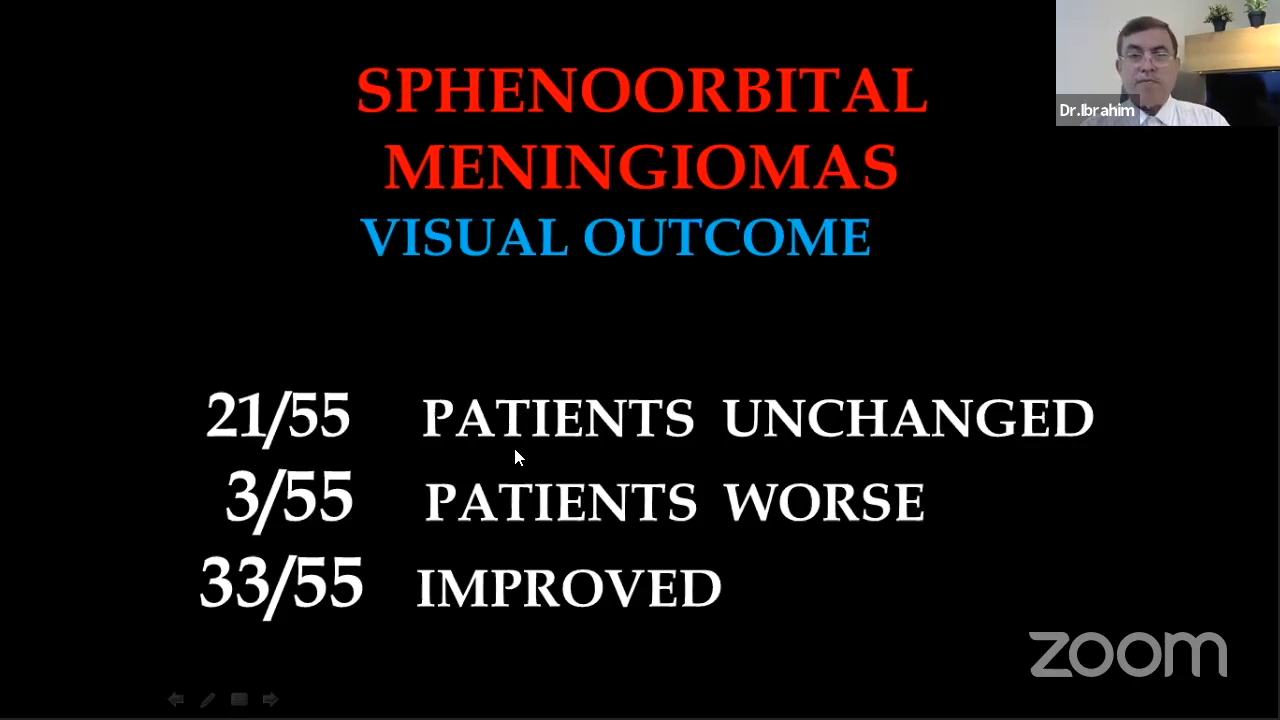 SPHENOORBITAL
MENINGIOMAS
VISUAL OUTCOME
Dr.Ibrahim
21/55 PATIENTS UNCHANGED
3/55 PATIENTS WORSE
33/55 IMPROVED
zoom